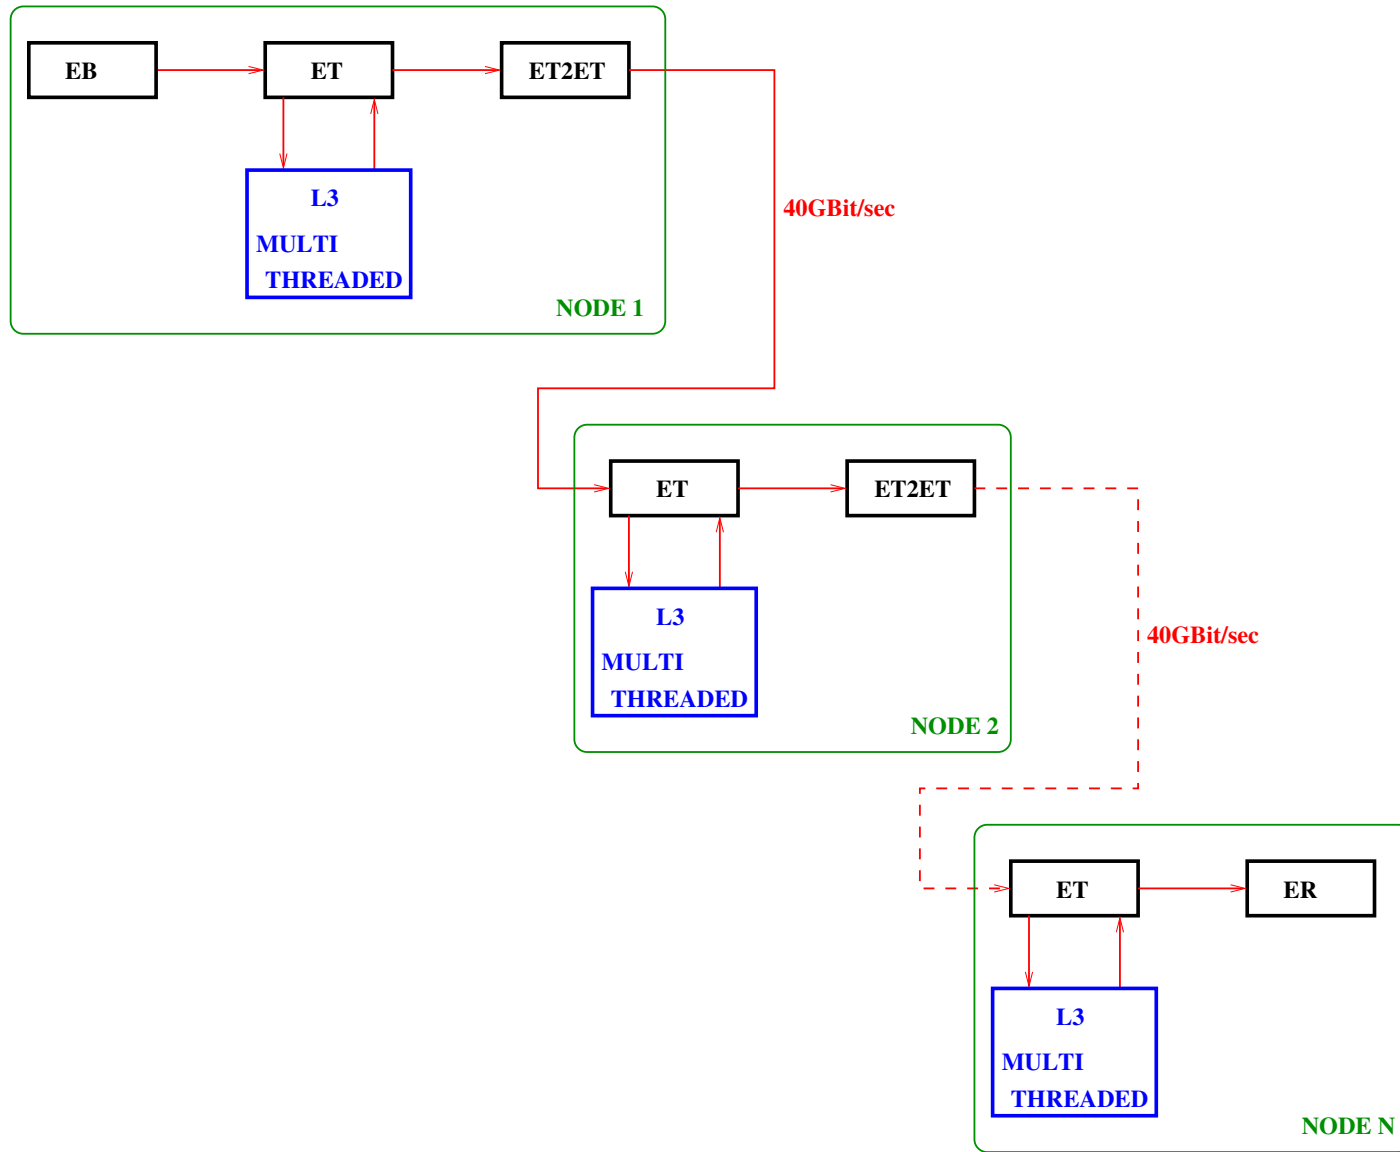 EB
ET
ET2ET
L3
MULTI
THREADED
NODE 1
40GBit/sec
ET
ET2ET
L3
MULTI
THREADED
NODE 2
40GBit/sec
ET
ER
L3
MULTI
THREADED
NODE N